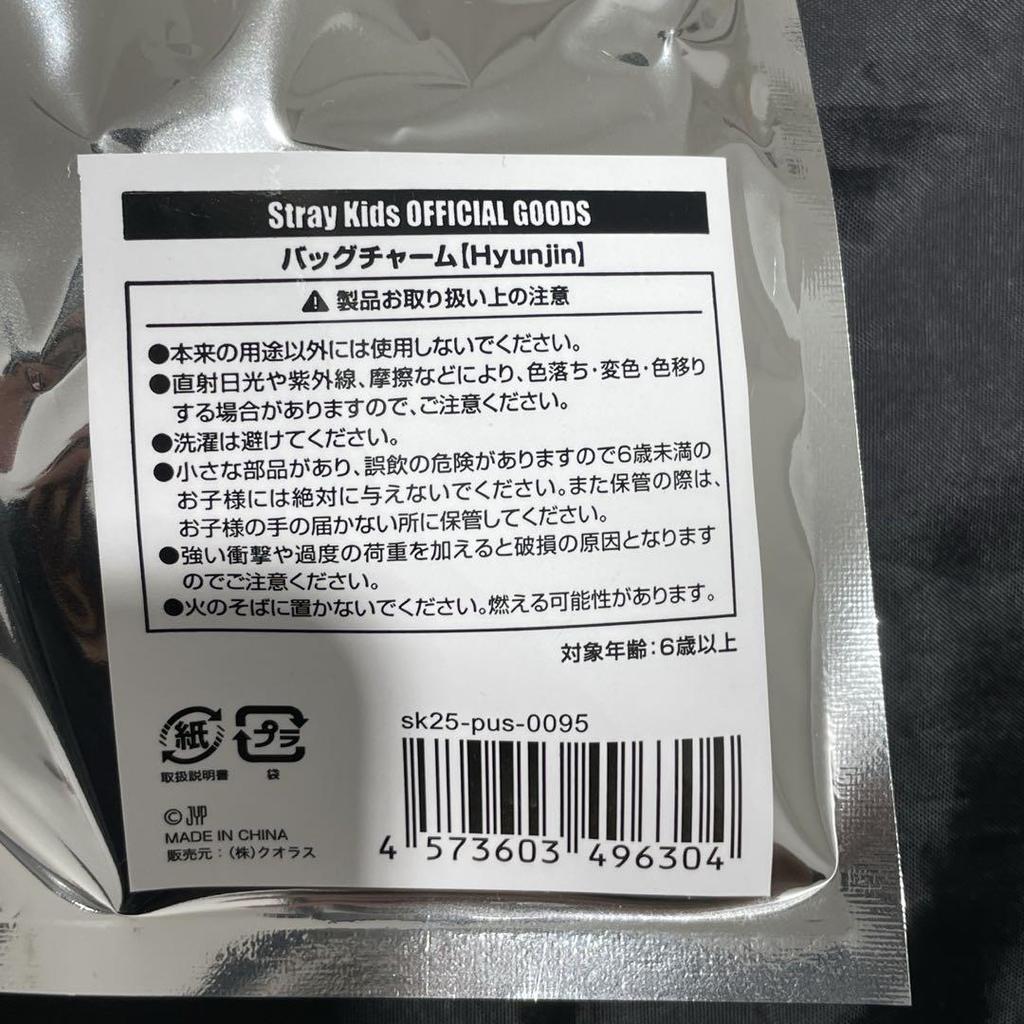 Stray Kids OFFICIAL GOODS
バッグチャーム【Hyunjin】
製品お取り扱い上の注意
●本来の用途以外には使用しないでください。
●直射日光や紫外線、摩擦などにより、色落ち・変色・色移り
する場合がありますので、ご注意ください。
●洗濯は避けてください。
●小さな部品があり、誤飲の危険がありますので6歳未満の
お子様には絶対に与えないでください。また保管の際は、
お子様の手の届かない所に保管してください。
●強い衝撃や過度の荷重を加えると破損の原因となります
のでご注意ください。
●火のそばに置かないでください。燃える可能性があります。
対象年齢：6歳以上
紙
取扱説明書
プラ
袋
sk25-pus-0095
4 573603 496304
© JYP
MADE IN CHINA
販売元：（株）クオラス